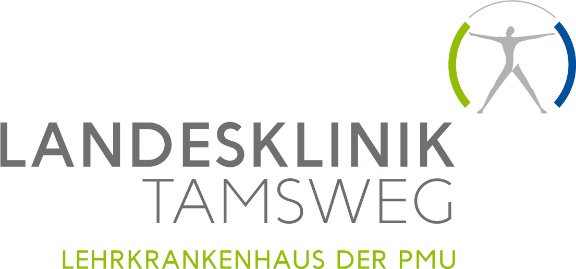 LANDESKLINIK
TAMSWEG
LEHRKRANKENHAUS DER PMU